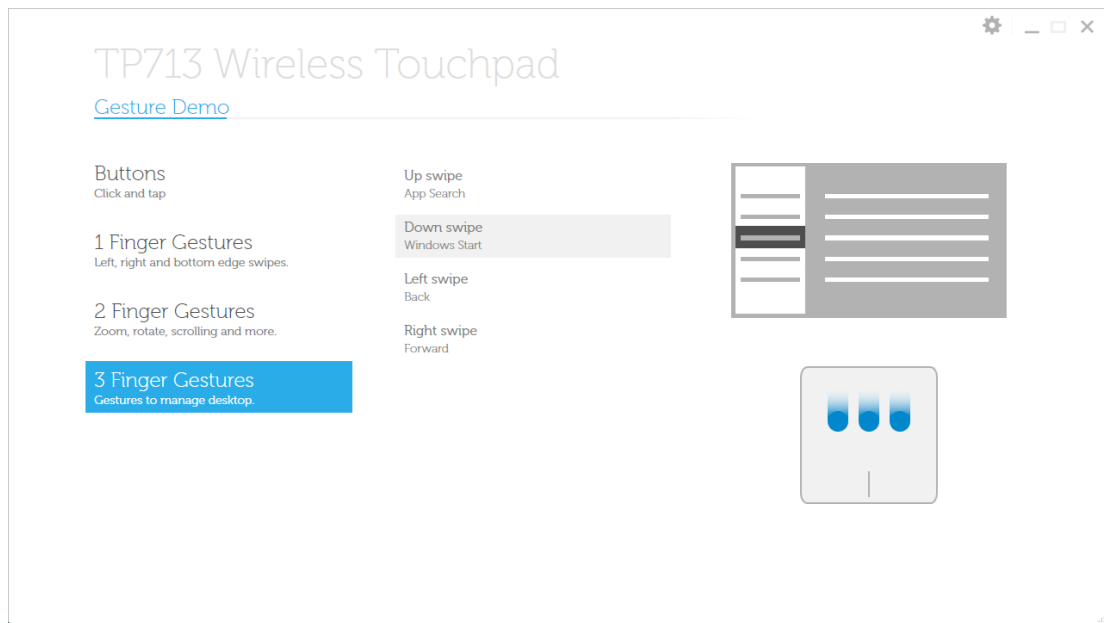 TP713 Wireless Touchpad
Gesture Demo
Buttons
Click and tap
1 Finger Gestures
Left, right and bottom edge swipes.
2 Finger Gestures
Zoom, rotate, scrolling and more.
3 Finger Gestures
Gestures to manage desktop.
Up swipe
App Search
Down swipe
Windows Start
Left swipe
Back
Right swipe
Forward